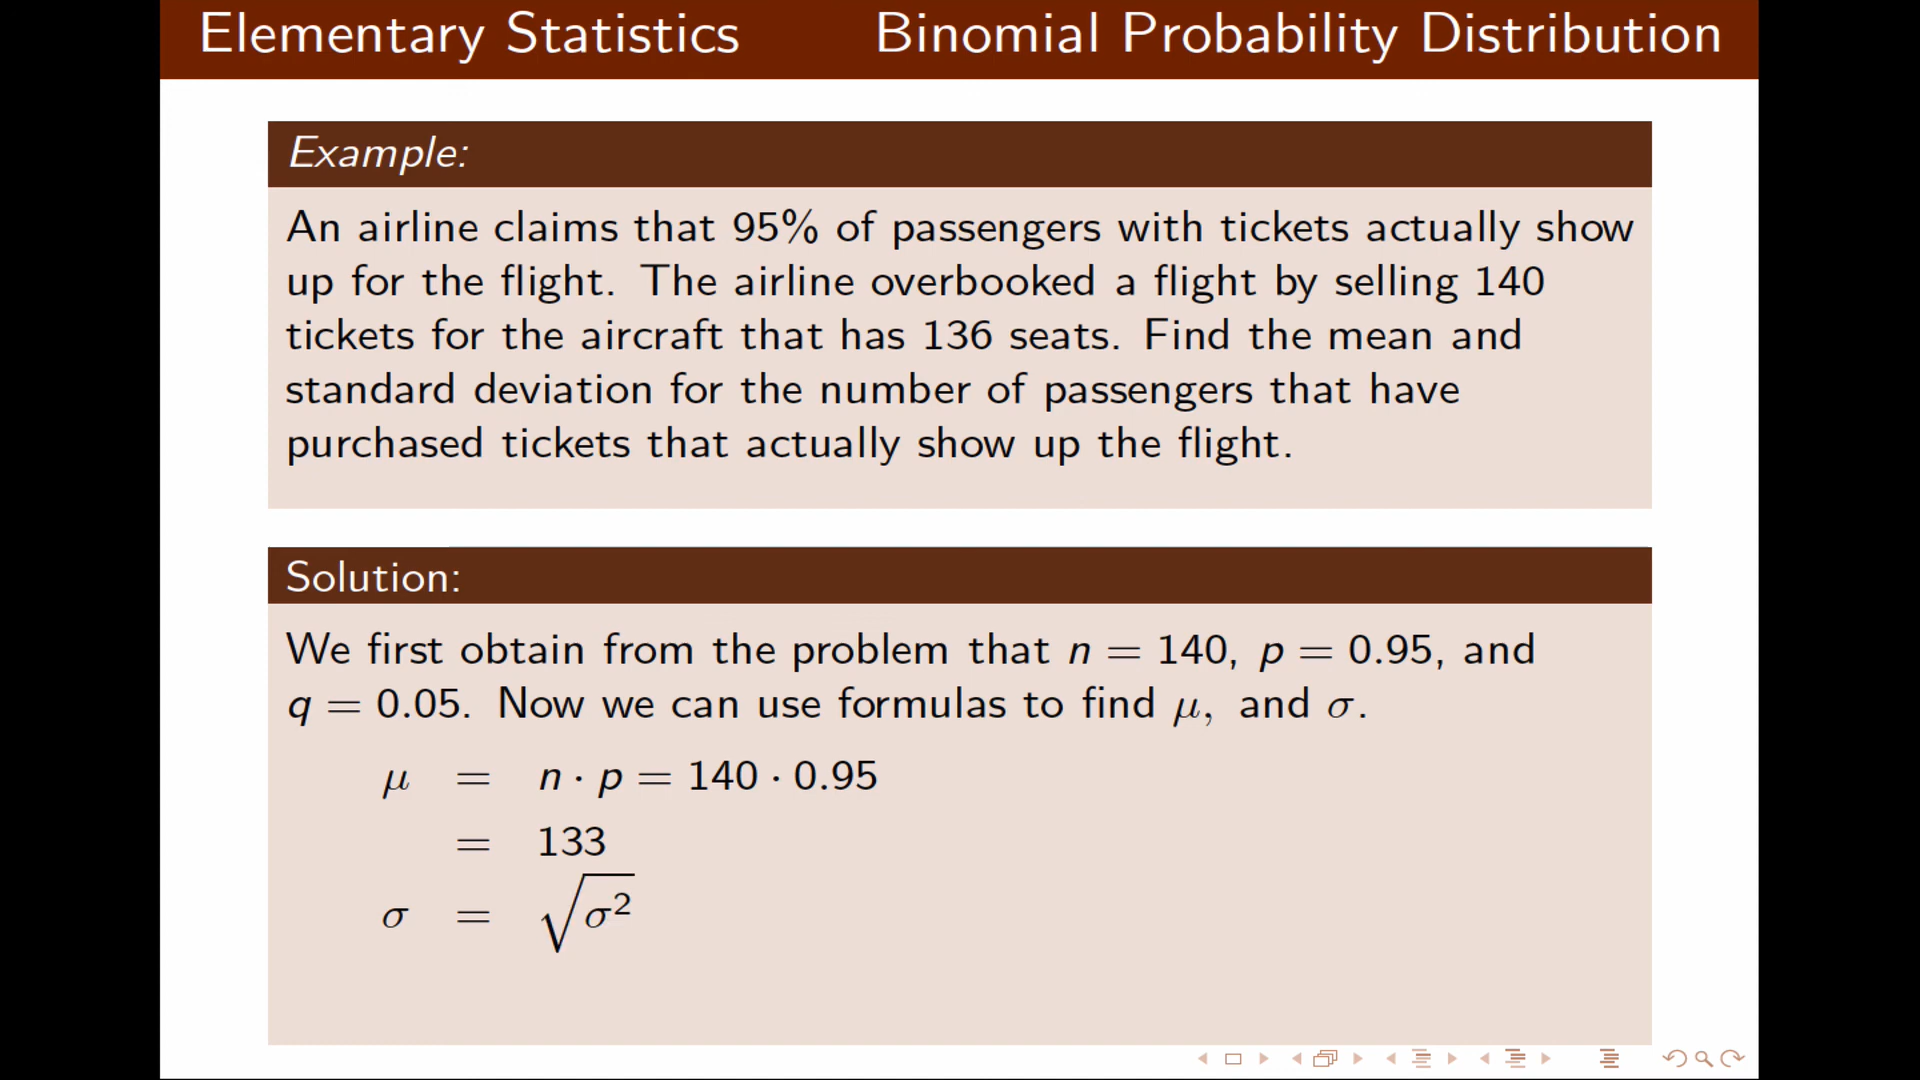 Elementary Statistics Binomial Probability Distribution
Example:
An airline claims that 95% of passengers with tickets actually show
up for the flight. The airline overbooked a flight by selling 140
tickets for the aircraft that has 136 seats. Find the mean and
standard deviation for the number of passengers that have
purchased tickets that actually show up the flight.
Solution:
We first obtain from the problem that n = 140, p = 0.95, and
q = 0.05. Now we can use formulas to find μ, and σ.
μ = n · p = 140 · 0.95
= 133
σ = √σ²